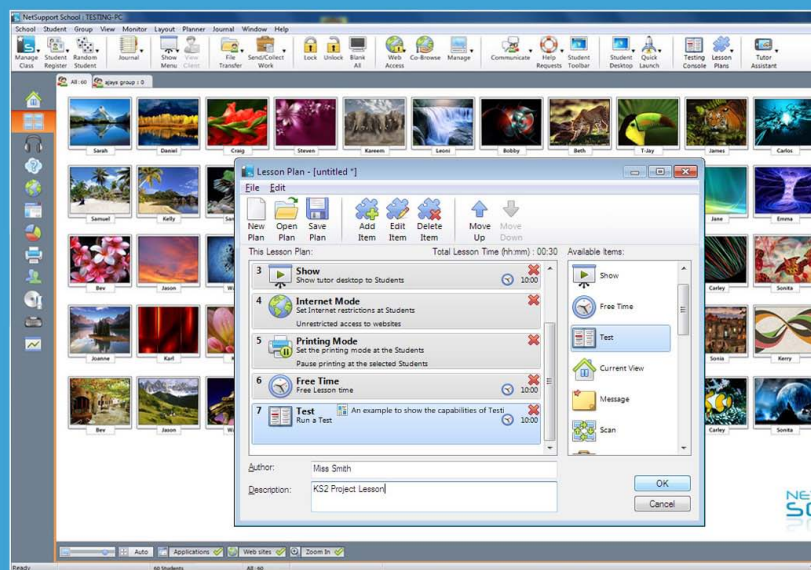 NetSupport School : TESTING-PC
School Student Group View Monitor Layout Planner Journal Window Help
Manage Class
Student Register
Random Student
Journal
Show Menu
View Client
File Transfer
Send/Collect Work
Lock
Unlock
Blank All
Web Access
Co-Browse
Manage
Communicate
Help Requests
Student Toolbar
Student Desktop
Quick Launch
Testing Console
Lesson Plans
Tutor Assistant
All : 60
ajays group : 0
Sarah Daniel Craig Steven Kareem Leoni Bobby Beth T-Jay James Carlos
Lesson Plan - [untitled *]
File Edit
New Plan
Open Plan
Save Plan
Add Item
Edit Item
Delete Item
Move Up
Move Down
This Lesson Plan: Total Lesson Time (hh:mm) : 00:30 Available Items:
3 Show
Show tutor desktop to Students
10:00
4 Internet Mode
Set Internet restrictions at Students
Unrestricted access to websites
5 Printing Mode
Set the printing mode at the Students
Pause printing at the selected Students
6 Free Time
Free Lesson time
10:00
7 Test An example to show the capabilities of Testi
Run a Test
10:00
Show
Free Time
Test
Current View
Message
Scan
Author: Miss Smith
Description: KS2 Project Lesson
OK
Cancel
Samuel Kelly Jane Emma
Bev Jason Carley Sonita
Joanne Karl Sonia Kerry
Bev Jason Carley Sonita
Auto Applications Web sites Zoom In
Ready 60 Students All : 60